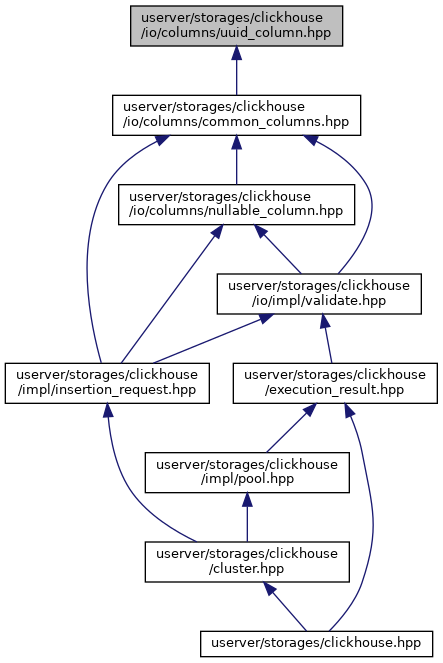 userver/storages/clickhouse
/io/columns/uuid_column.hpp
userver/storages/clickhouse
/io/columns/common_columns.hpp
userver/storages/clickhouse
/io/columns/nullable_column.hpp
userver/storages/clickhouse
/io/impl/validate.hpp
userver/storages/clickhouse
/impl/insertion_request.hpp
userver/storages/clickhouse
/execution_result.hpp
userver/storages/clickhouse
/impl/pool.hpp
userver/storages/clickhouse
/cluster.hpp
userver/storages/clickhouse.hpp